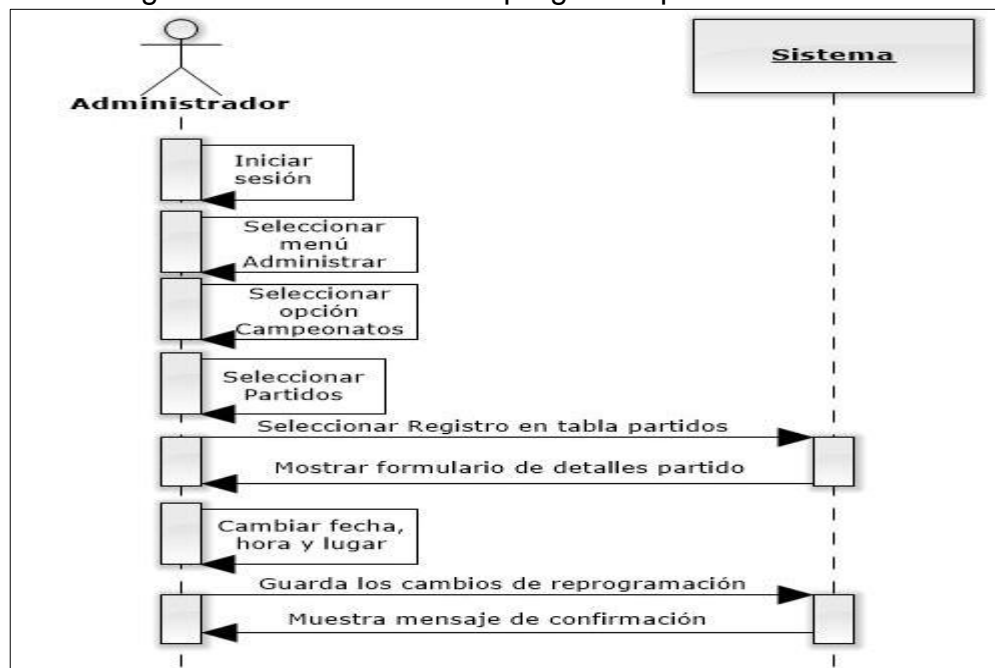 Sistema
Administrador
Iniciar
sesión
Seleccionar
menú
Administrar
Seleccionar
opción
Campeonatos
Seleccionar
Partidos
Seleccionar Registro en tabla partidos
Mostrar formulario de detalles partido
Cambiar fecha,
hora y lugar
Guarda los cambios de reprogramación
Muestra mensaje de confirmación